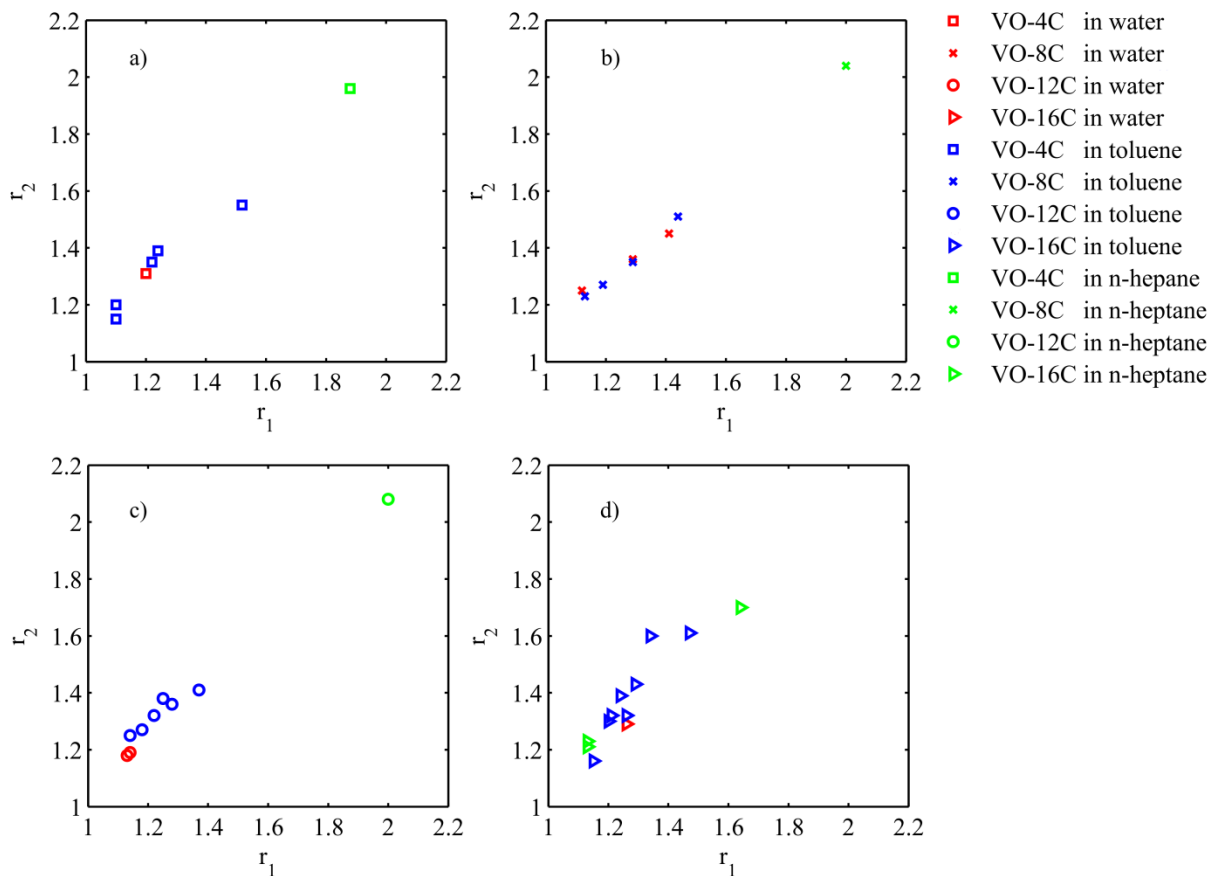 2.2
2
1.8
1.6
1.4
1.2
1
r2
a)
1 1.2 1.4 1.6 1.8 2 2.2
r1
2.2
2
1.8
1.6
1.4
1.2
1
r2
b)
1 1.2 1.4 1.6 1.8 2 2.2
r1
VO-4C in water
VO-8C in water
VO-12C in water
VO-16C in water
VO-4C in toluene
VO-8C in toluene
VO-12C in toluene
VO-16C in toluene
VO-4C in n-hepane
VO-8C in n-heptane
VO-12C in n-heptane
VO-16C in n-heptane
2.2
2
1.8
1.6
1.4
1.2
1
r2
c)
1 1.2 1.4 1.6 1.8 2 2.2
r1
2.2
2
1.8
1.6
1.4
1.2
1
r2
d)
1 1.2 1.4 1.6 1.8 2 2.2
r1